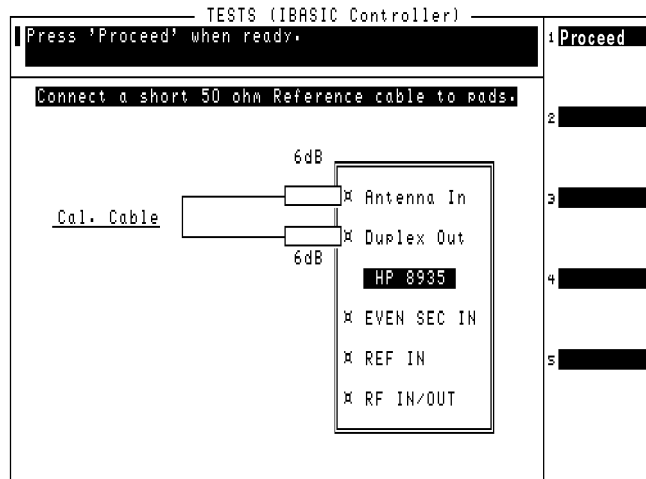 TESTS (IBASIC Controller)
Press 'Proceed' when ready.
1 Proceed
Connect a short 50 ohm Reference cable to pads.
2
6dB
Antenna In
3
Cal. Cable
Duplex Out
6dB
HP 8935
4
EVEN SEC IN
REF IN
5
RF IN/OUT